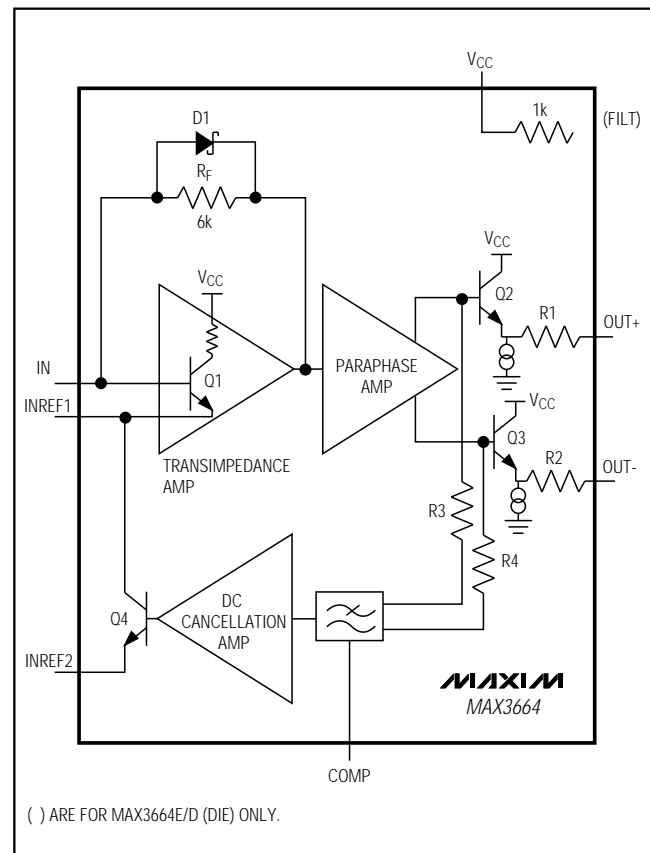 VCC
D1
1k
(FILT)
RF
6k
VCC
VCC
Q2
R1
OUT+
IN
Q1
PARAPHASE
AMP
INREF1
VCC
Q3
TRANSIMPEDANCE
AMP
R2
OUT-
R3
R4
DC
CANCELLATION
AMP
Q4
INREF2
MAXIM
MAX3664
COMP
( ) ARE FOR MAX3664E/D (DIE) ONLY.